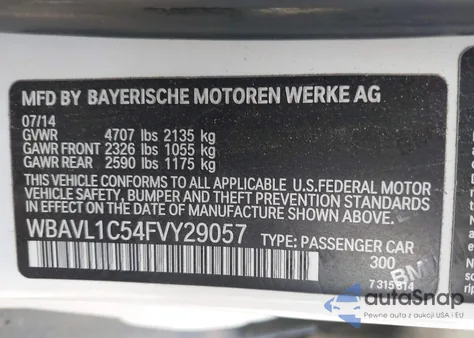 MFD BY BAYERISCHE MOTOREN WERKE AG
07/14
GVWR 4707 lbs 2135 kg
GAWR FRONT 2326 lbs 1055 kg
GAWR REAR 2590 lbs 1175 kg
THIS VEHICLE CONFORMS TO ALL APPLICABLE U.S.FEDERAL MOTOR
VEHICLE SAFETY, BUMPER AND THEFT PREVENTION STANDARDS
IN EFFECT ON THE DATE OF MANUFACTURE SHOWN ABOVE.
WBAVL1C54FVY29057 TYPE: PASSENGER CAR
300
BMW
7315814
autoSnap
Pewne auta z aukcji USA i EU